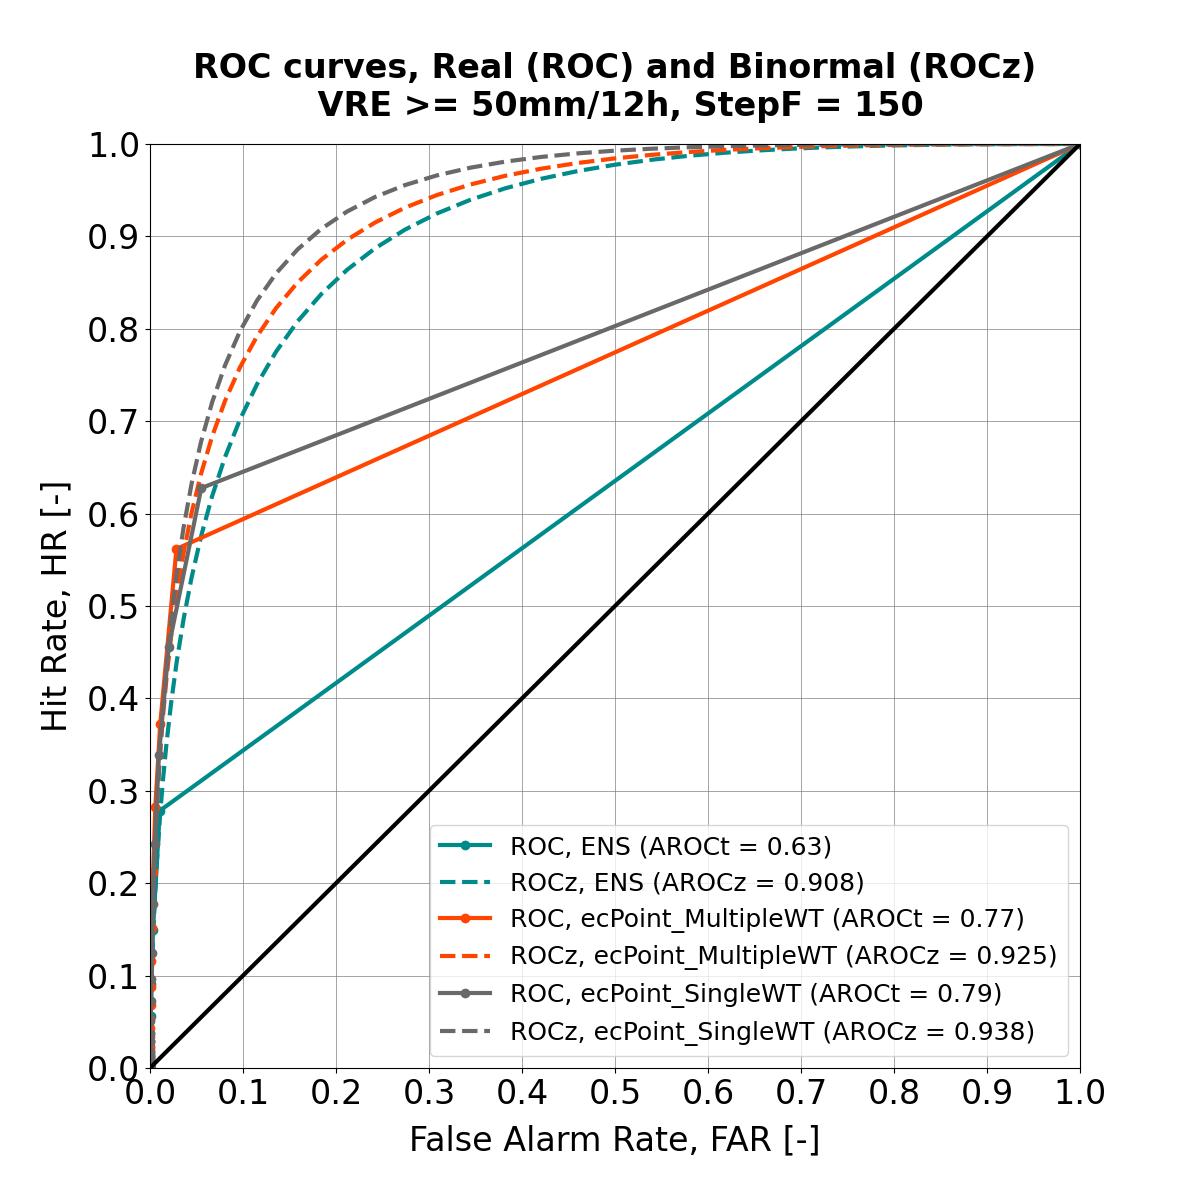 ROC curves, Real (ROC) and Binormal (ROCz)
VRE >= 50mm/12h, StepF = 150
1.0
0.9
0.8
0.7
0.6
0.5
0.4
0.3
0.2
0.1
0.0
Hit Rate, HR [-]
ROC, ENS (AROCt = 0.63)
ROCz, ENS (AROCz = 0.908)
ROC, ecPoint_MultipleWT (AROCt = 0.77)
ROCz, ecPoint_MultipleWT (AROCz = 0.925)
ROC, ecPoint_SingleWT (AROCt = 0.79)
ROCz, ecPoint_SingleWT (AROCz = 0.938)
0.0 0.1 0.2 0.3 0.4 0.5 0.6 0.7 0.8 0.9 1.0
False Alarm Rate, FAR [-]